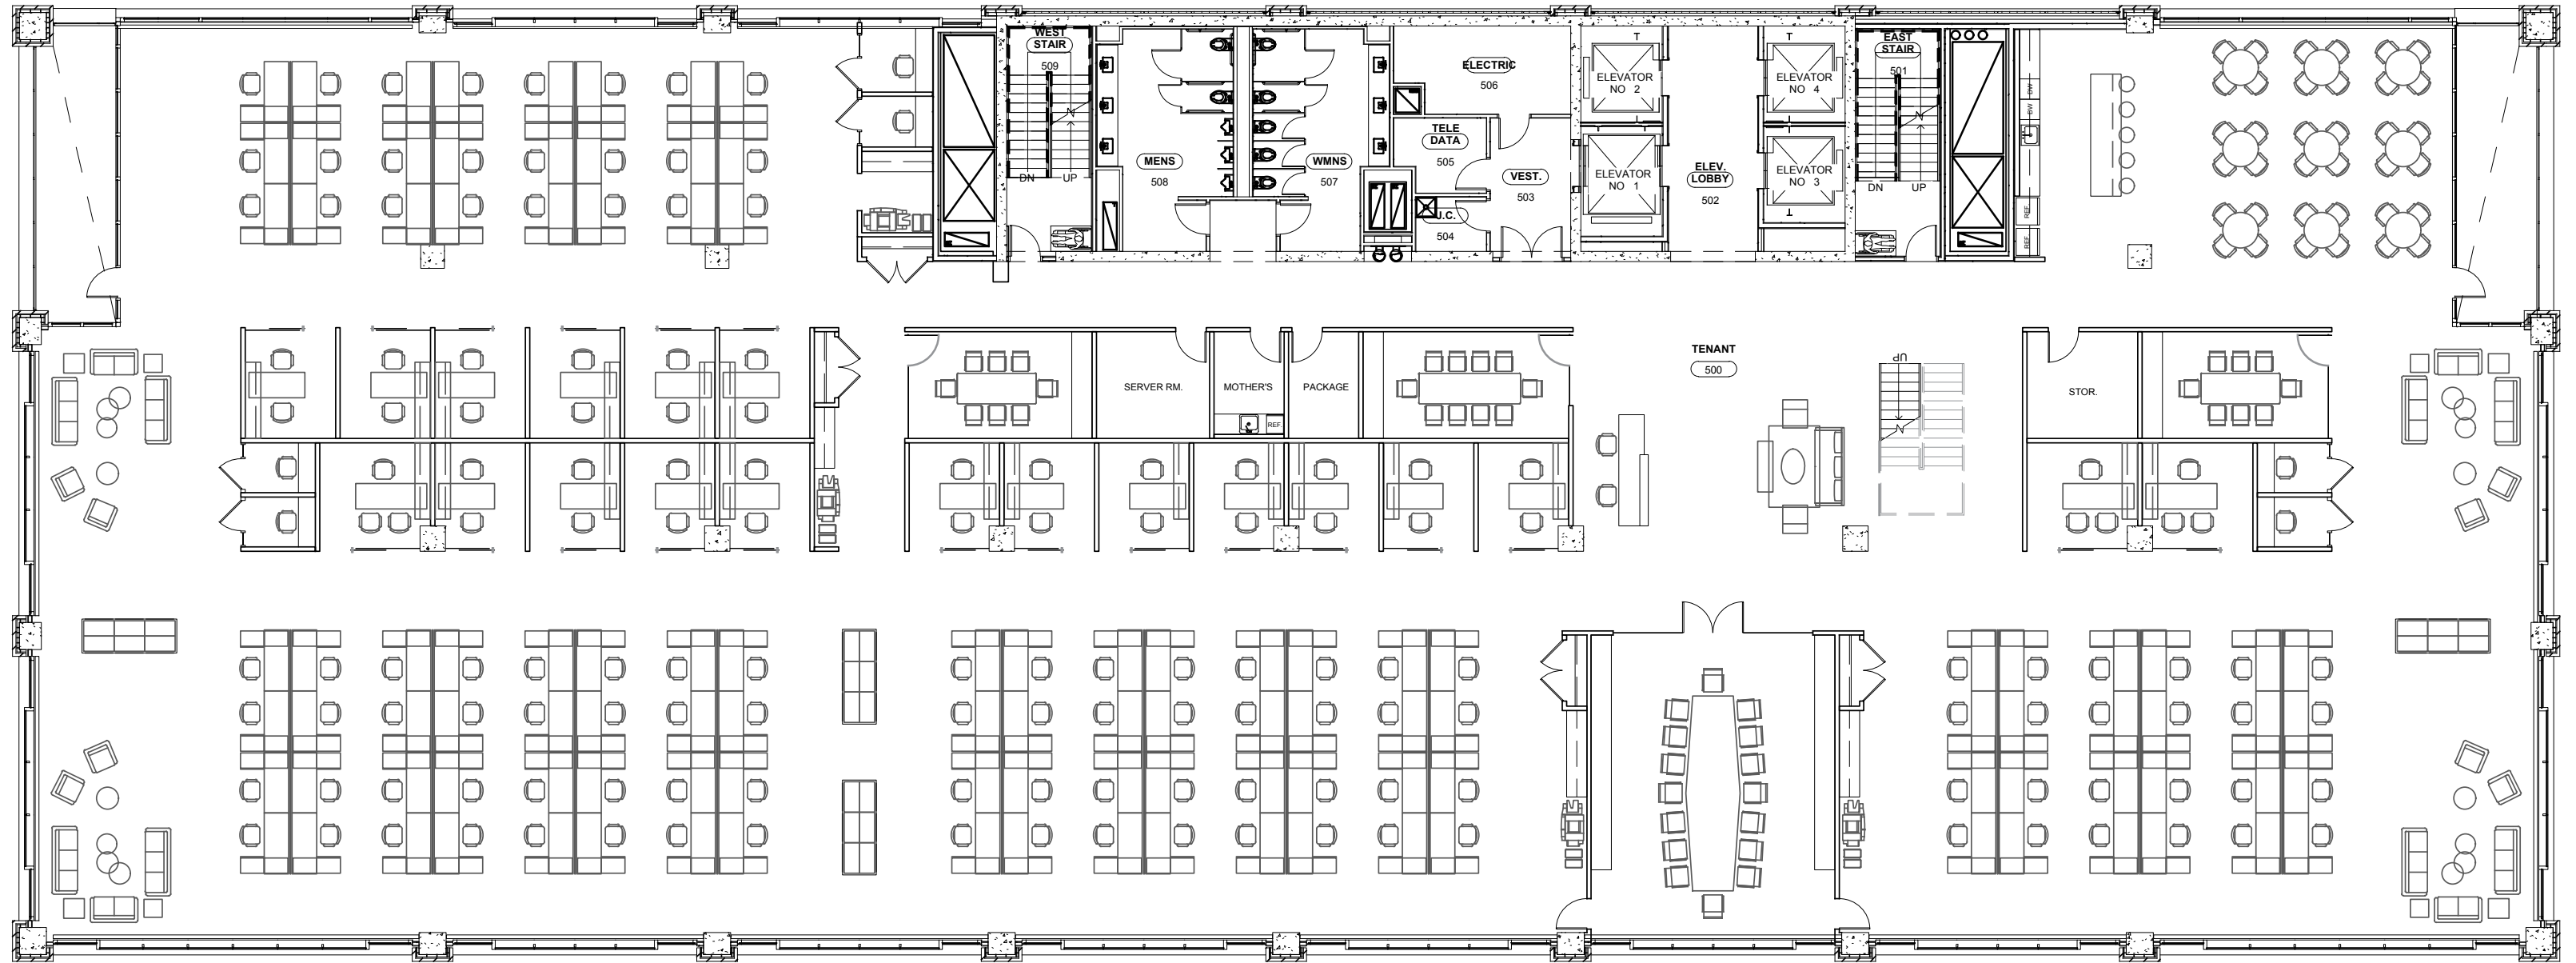 WEST
STAIR
509
DN
UP
MENS
508
WMNS
507
ELECTRIC
506
TELE
DATA
505
VEST.
503
U.C.
504
T
ELEVATOR
NO 2
ELEVATOR
NO 1
ELEV.
LOBBY
502
T
ELEVATOR
NO 4
ELEVATOR
NO 3
T
EAST
STAIR
501
DN
UP
DW
DW
REF.
REF.
SERVER RM.
MOTHER'S
REF.
PACKAGE
TENANT
500
UP
STOR.